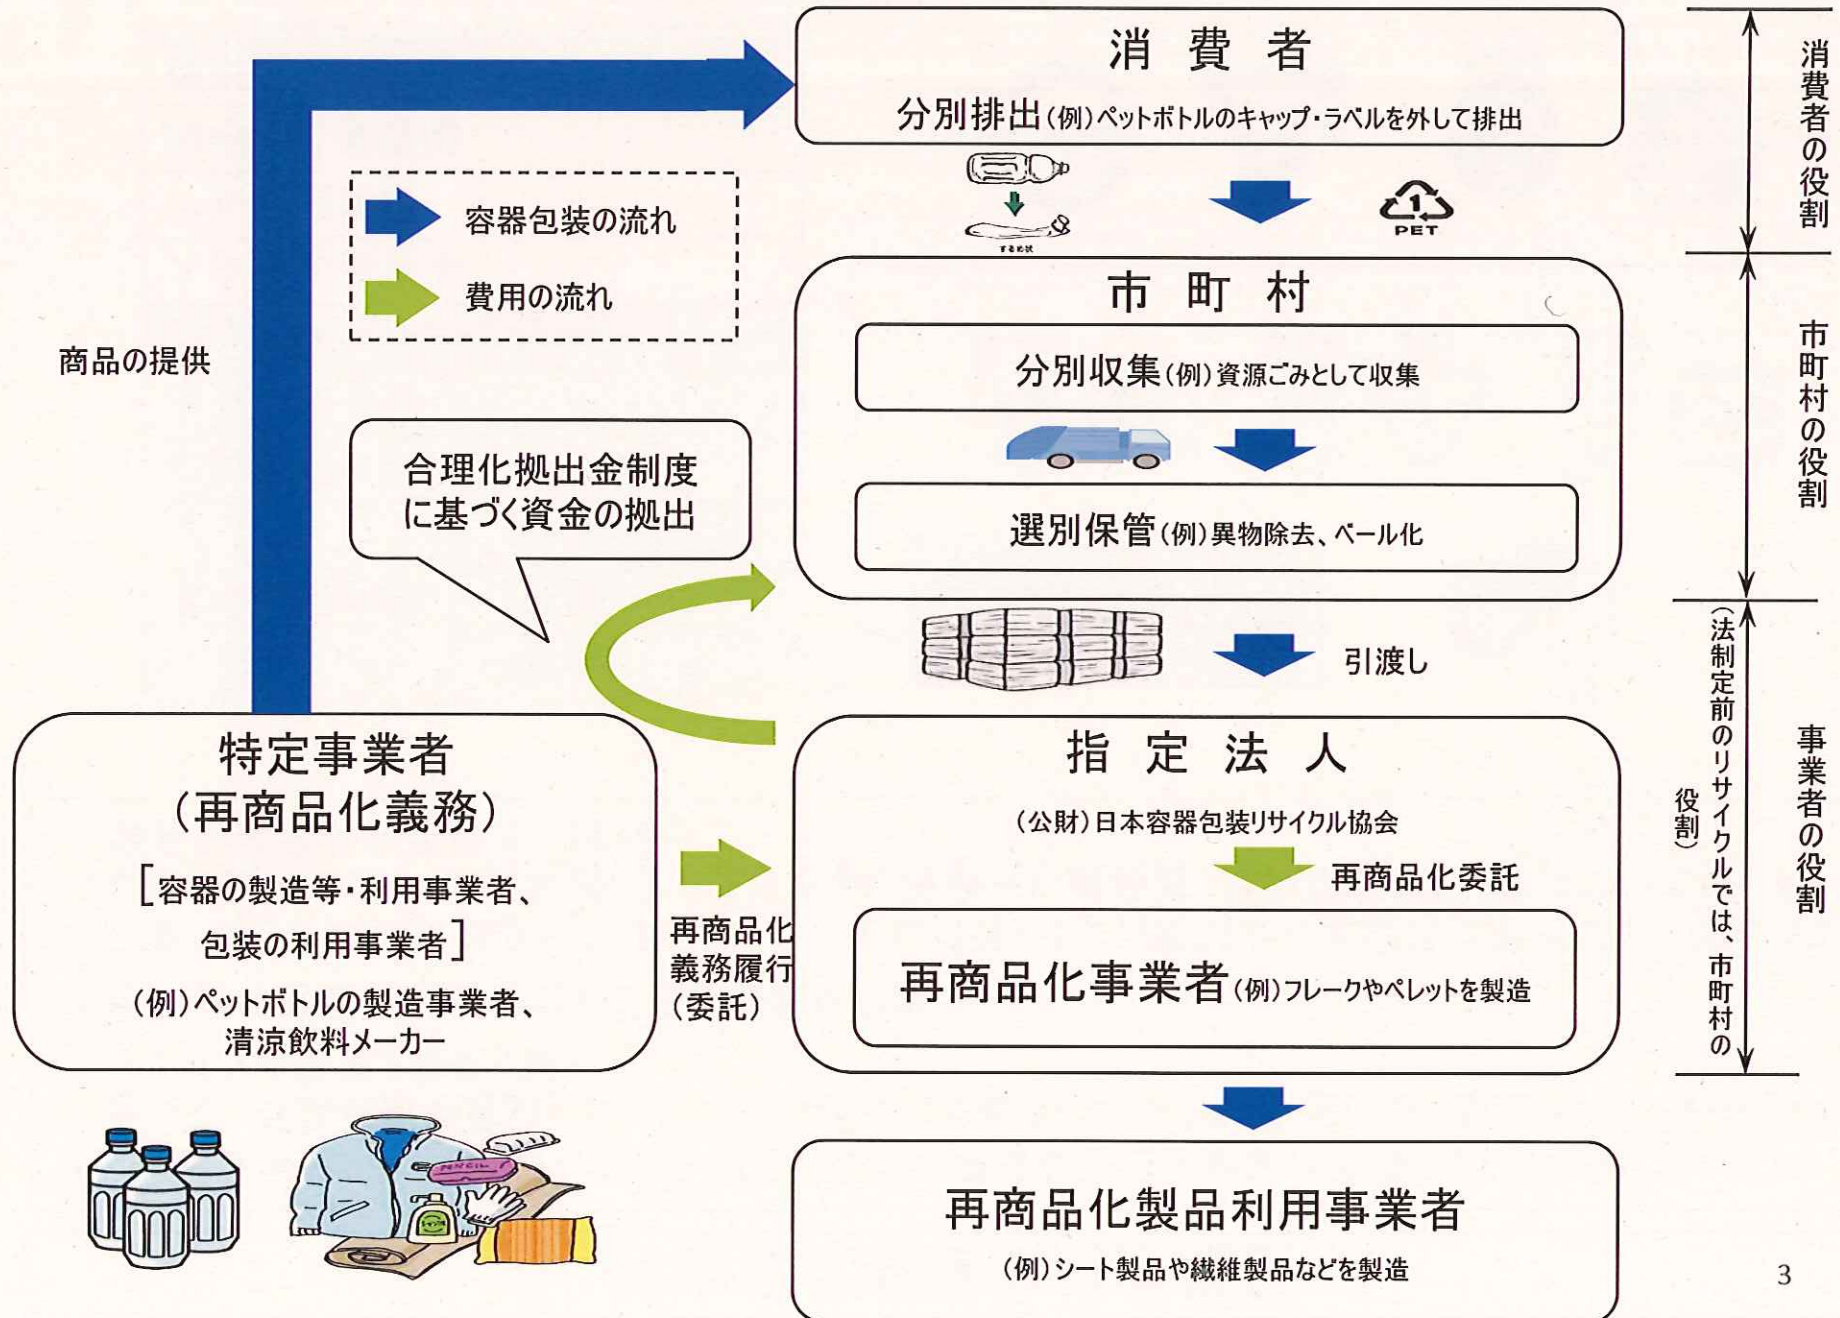 消 費 者
分別排出(例)ペットボトルのキャップ・ラベルを外して排出
するめ状
1
PET
容器包装の流れ
費用の流れ
商品の提供
市 町 村
分別収集(例)資源ごみとして収集
選別保管(例)異物除去、ベール化
合理化拠出金制度
に基づく資金の拠出
引渡し
特定事業者
(再商品化義務)
[容器の製造等・利用事業者、
包装の利用事業者]
(例)ペットボトルの製造事業者、
清涼飲料メーカー
再商品化
義務履行
(委託)
指 定 法 人
(公財)日本容器包装リサイクル協会
再商品化委託
再商品化事業者(例)フレークやペレットを製造
再商品化製品利用事業者
(例)シート製品や繊維製品などを製造
消費者の役割
市町村の役割
事業者の役割
(法制定前のリサイクルでは、市町村の
役割)
PENCIL
3